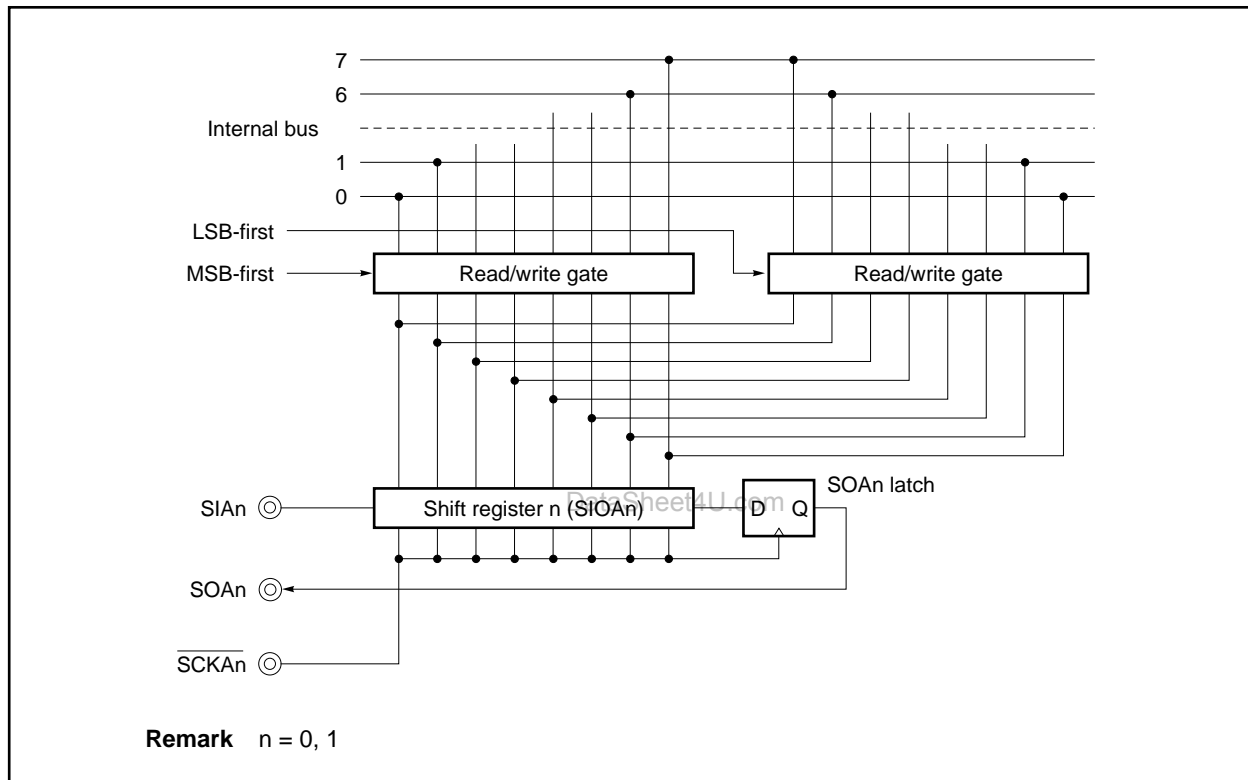 7
6
Internal bus
1
0
LSB-first
MSB-first
Read/write gate
Read/write gate
SOAn latch
SIAn
Shift register n (SIOAn)
DataSheet4U.com
D Q
SOAn
SCKAn
Remark n = 0, 1